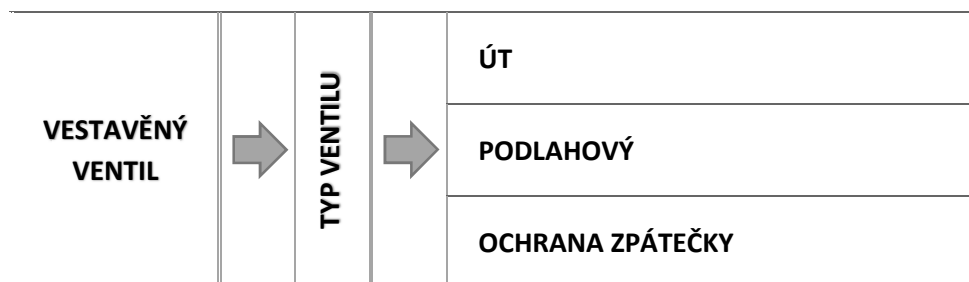 VESTAVĚNÝ
VENTIL
TYP VENTILU
ÚT
PODLAHOVÝ
OCHRANA ZPÁTEČKY